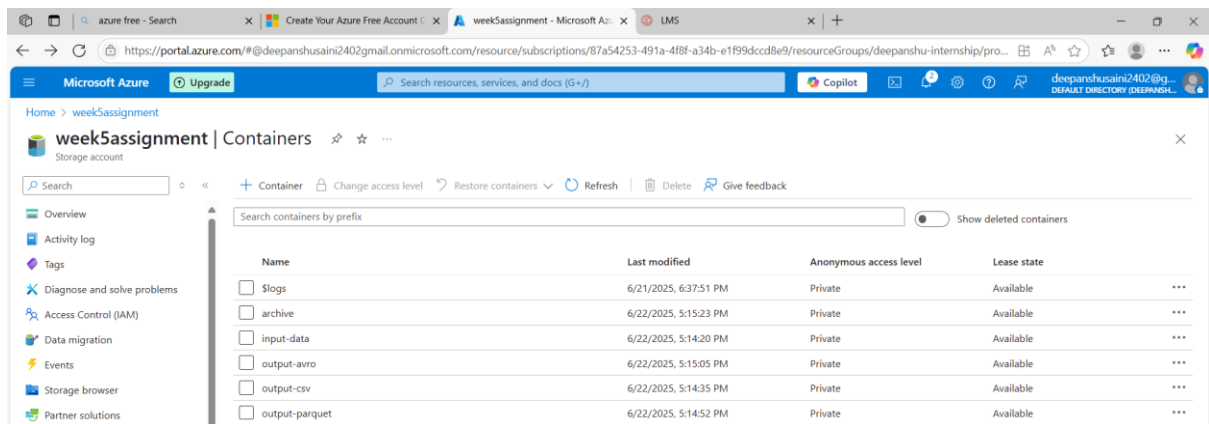 azure free - Search
Create Your Azure Free Account C
week5assignment - Microsoft Azu
LMS
https://portal.azure.com/#@deepanshusaini2402gmail.onmicrosoft.com/resource/subscriptions/87a54253-491a-4f8f-a34b-e1f99dccd8e9/resourceGroups/deepanshu-internship/pro...
Microsoft Azure
Upgrade
Search resources, services, and docs (G+/)
Copilot
2
deepanshusaini2402@g...
DEFAULT DIRECTORY (DEEPANSH...
Home > week5assignment
week5assignment | Containers
Storage account
Search
+ Container
Change access level
Restore containers
Refresh
Delete
Give feedback
Overview
Activity log
Tags
Diagnose and solve problems
Access Control (IAM)
Data migration
Events
Storage browser
Partner solutions
Search containers by prefix
Show deleted containers
Name Last modified Anonymous access level Lease state
$logs 6/21/2025, 6:37:51 PM Private Available
archive 6/22/2025, 5:15:23 PM Private Available
input-data 6/22/2025, 5:14:20 PM Private Available
output-avro 6/22/2025, 5:15:05 PM Private Available
output-csv 6/22/2025, 5:14:35 PM Private Available
output-parquet 6/22/2025, 5:14:52 PM Private Available